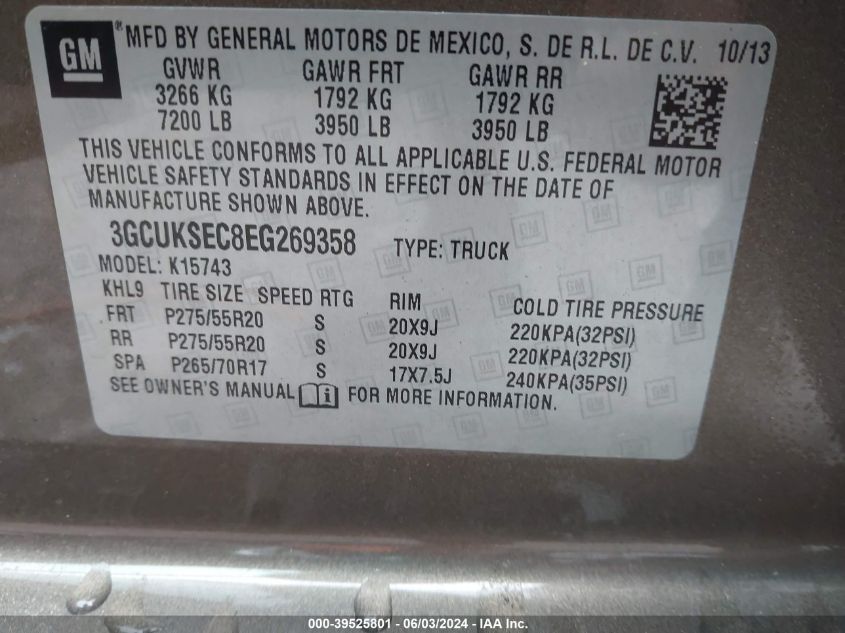 GM ® MFD BY GENERAL MOTORS DE MEXICO, S. DE R.L. DE C.V. 10/13
GVWR GAWR FRT GAWR RR
3266 KG 1792 KG 1792 KG
7200 LB 3950 LB 3950 LB
THIS VEHICLE CONFORMS TO ALL APPLICABLE U.S. FEDERAL MOTOR
VEHICLE SAFETY STANDARDS IN EFFECT ON THE DATE OF
MANUFACTURE SHOWN ABOVE.
3GCUKSEC8EG269358 TYPE: TRUCK
MODEL: K15743
KHL9 TIRE SIZE SPEED RTG RIM COLD TIRE PRESSURE
FRT P275/55R20 S 20X9J 220KPA(32PSI)
RR P275/55R20 S 20X9J 220KPA(32PSI)
SPA P265/70R17 S 17X7.5J 240KPA(35PSI)
SEE OWNER'S MANUAL i FOR MORE INFORMATION.
000-39525801 - 06/03/2024 - IAA Inc.